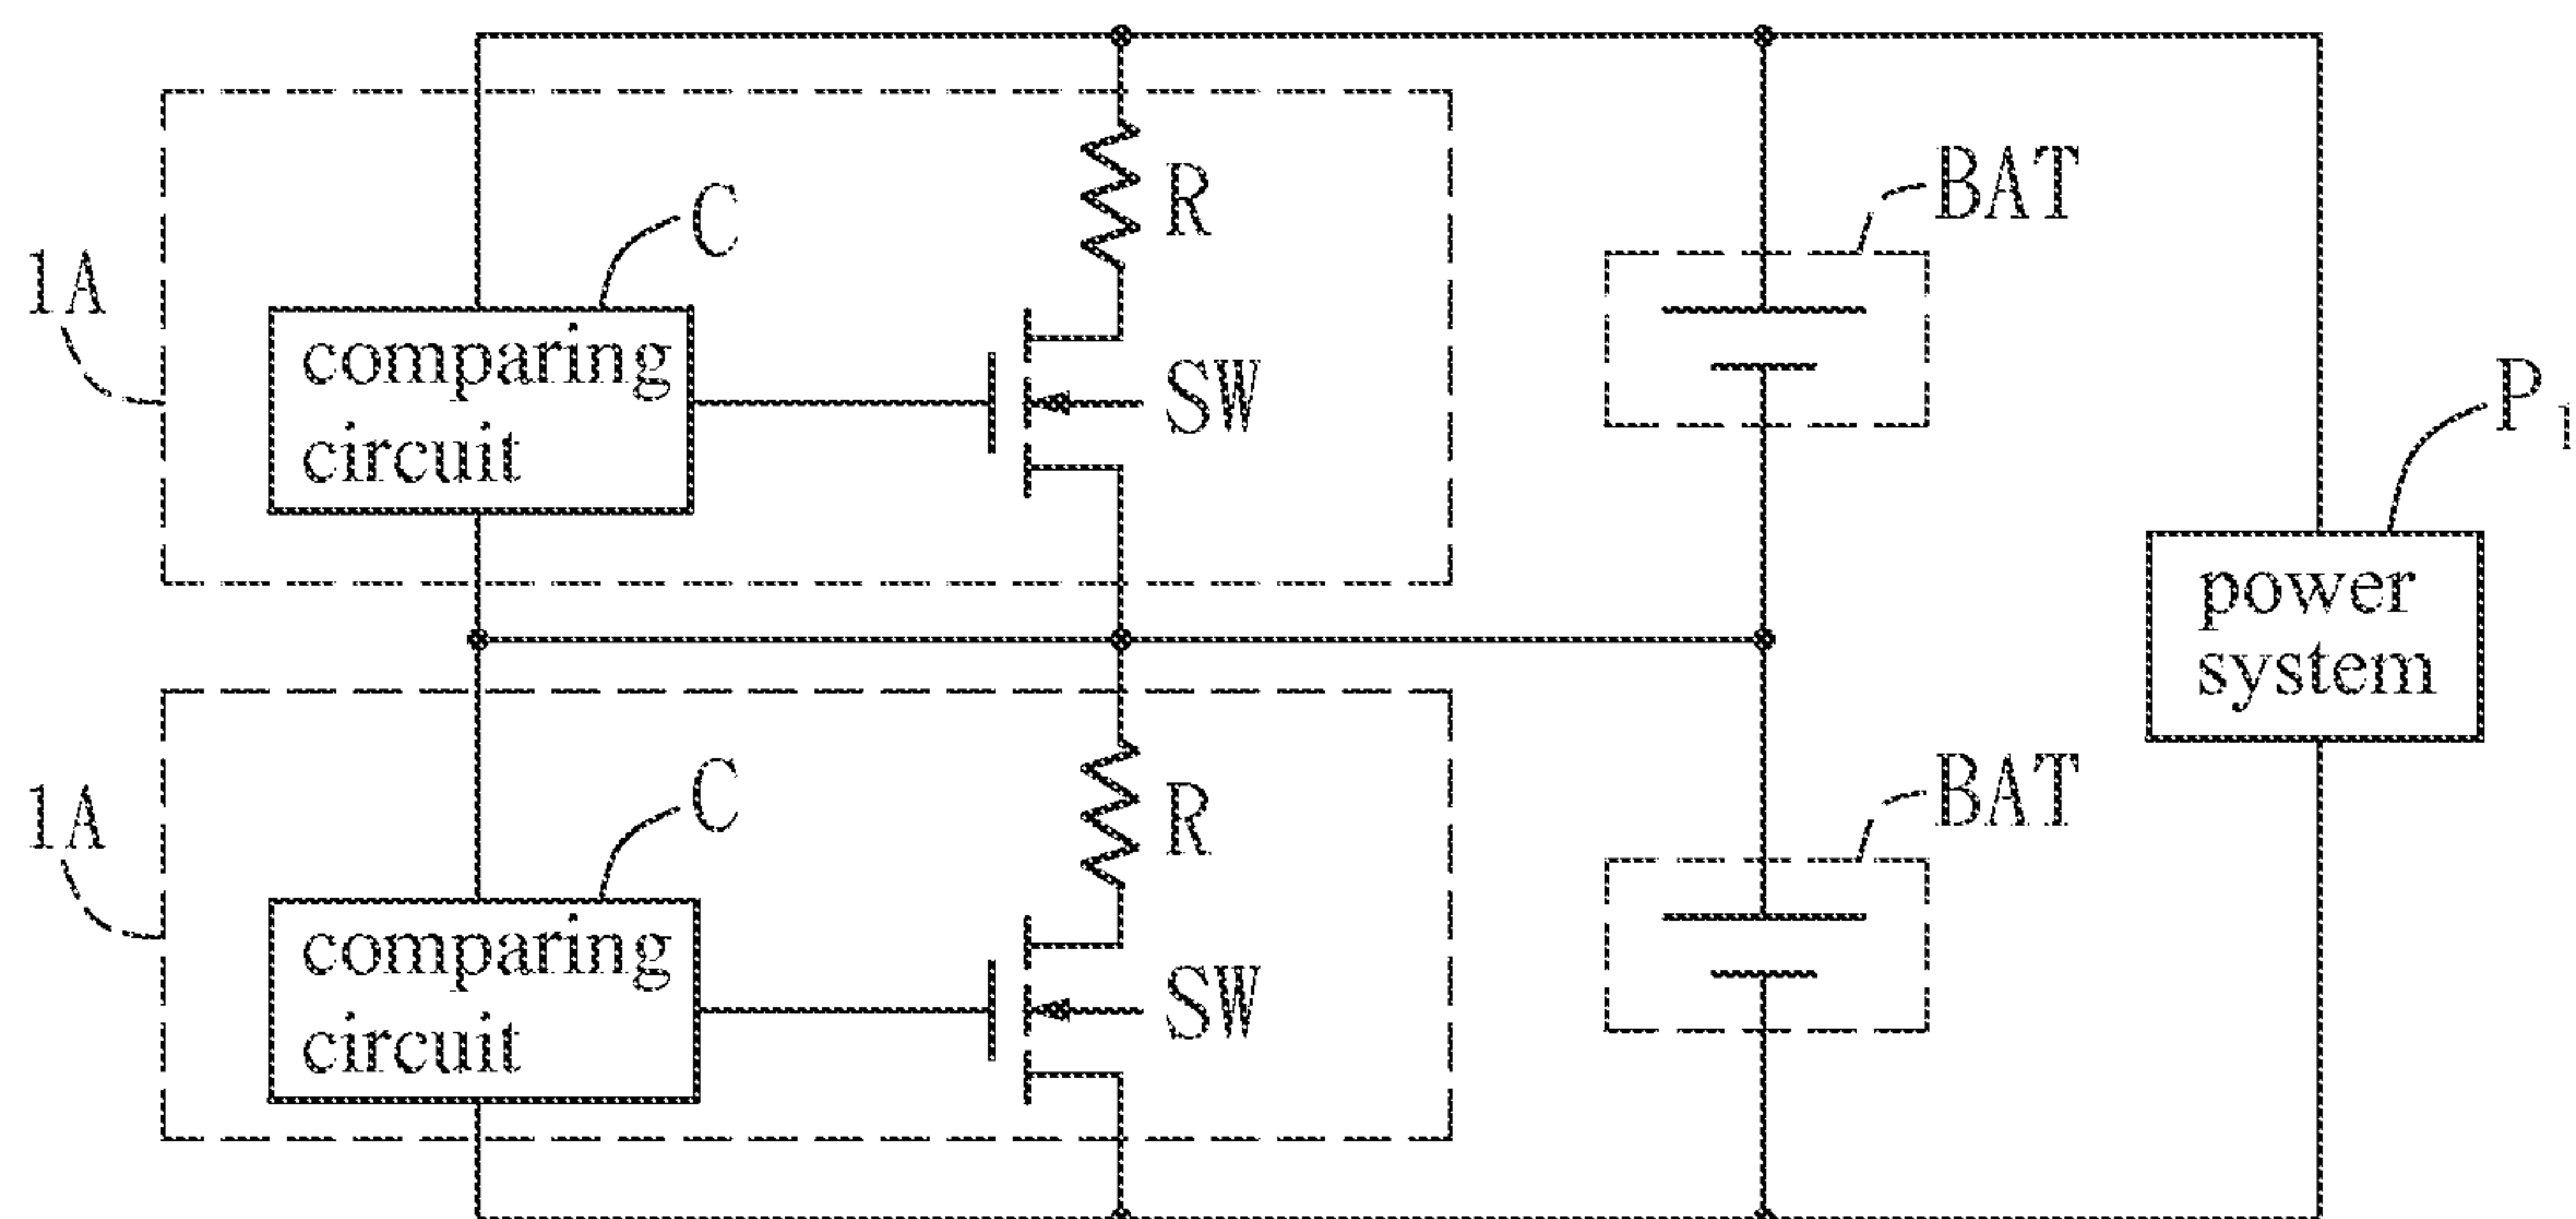 BAT
C
R
1A
comparing
circuit
SW
P1
power
system
BAT
C
R
1A
comparing
circuit
SW